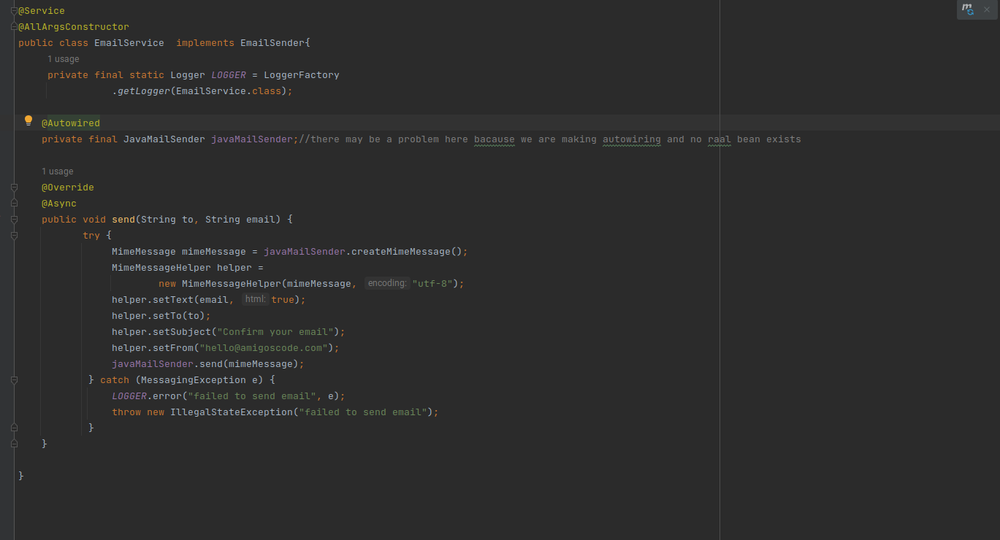 @Service
@AllArgsConstructor
public class EmailService  implements EmailSender{
1 usage
private final static Logger LOGGER = LoggerFactory
.getLogger(EmailService.class);
@Autowired
private final JavaMailSender javaMailSender;//there may be a problem here bacause we are making autowiring and no raal bean exists
1 usage
@Override
@Async
public void send(String to, String email) {
try {
MimeMessage mimeMessage = javaMailSender.createMimeMessage();
MimeMessageHelper helper =
new MimeMessageHelper(mimeMessage, encoding: "utf-8");
helper.setText(email, html: true);
helper.setTo(to);
helper.setSubject("Confirm your email");
helper.setFrom("hello@amigoscode.com");
javaMailSender.send(mimeMessage);
} catch (MessagingException e) {
LOGGER.error("failed to send email", e);
throw new IllegalStateException("failed to send email");
}
}
}